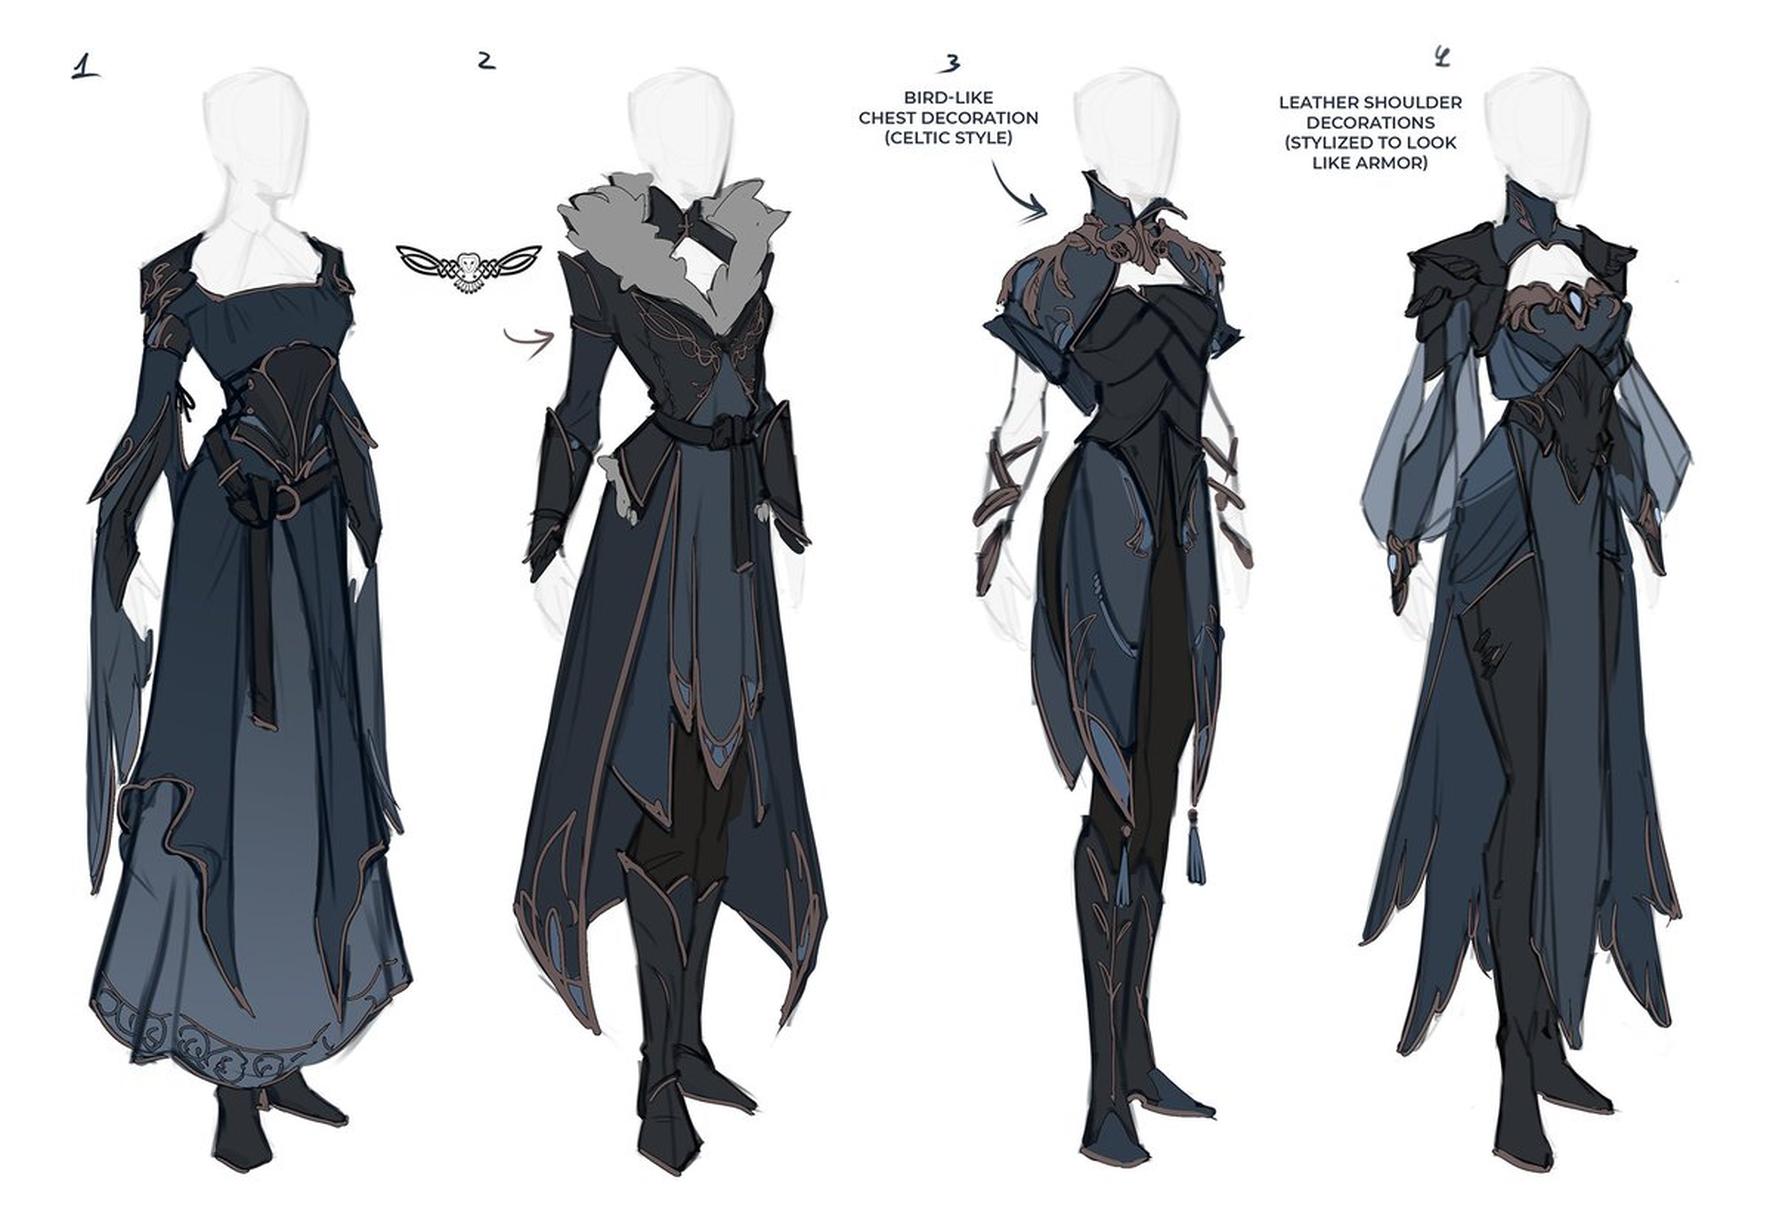 1
2
3
BIRD-LIKE
CHEST DECORATION
(CELTIC STYLE)
4
LEATHER SHOULDER
DECORATIONS
(STYLIZED TO LOOK
LIKE ARMOR)